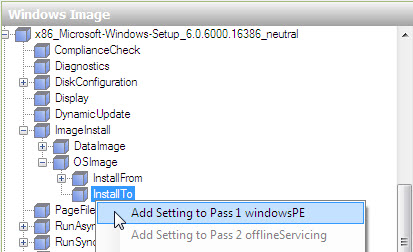 Windows Image
x86_Microsoft-Windows-Setup_6.0.6000.16386_neutral
ComplianceCheck
Diagnostics
DiskConfiguration
Display
DynamicUpdate
ImageInstall
DataImage
OSImage
InstallFrom
InstallTo
PageFile
Add Setting to Pass 1 windowsPE
RunAsyn
Add Setting to Pass 2 offlineServicing
RunSync